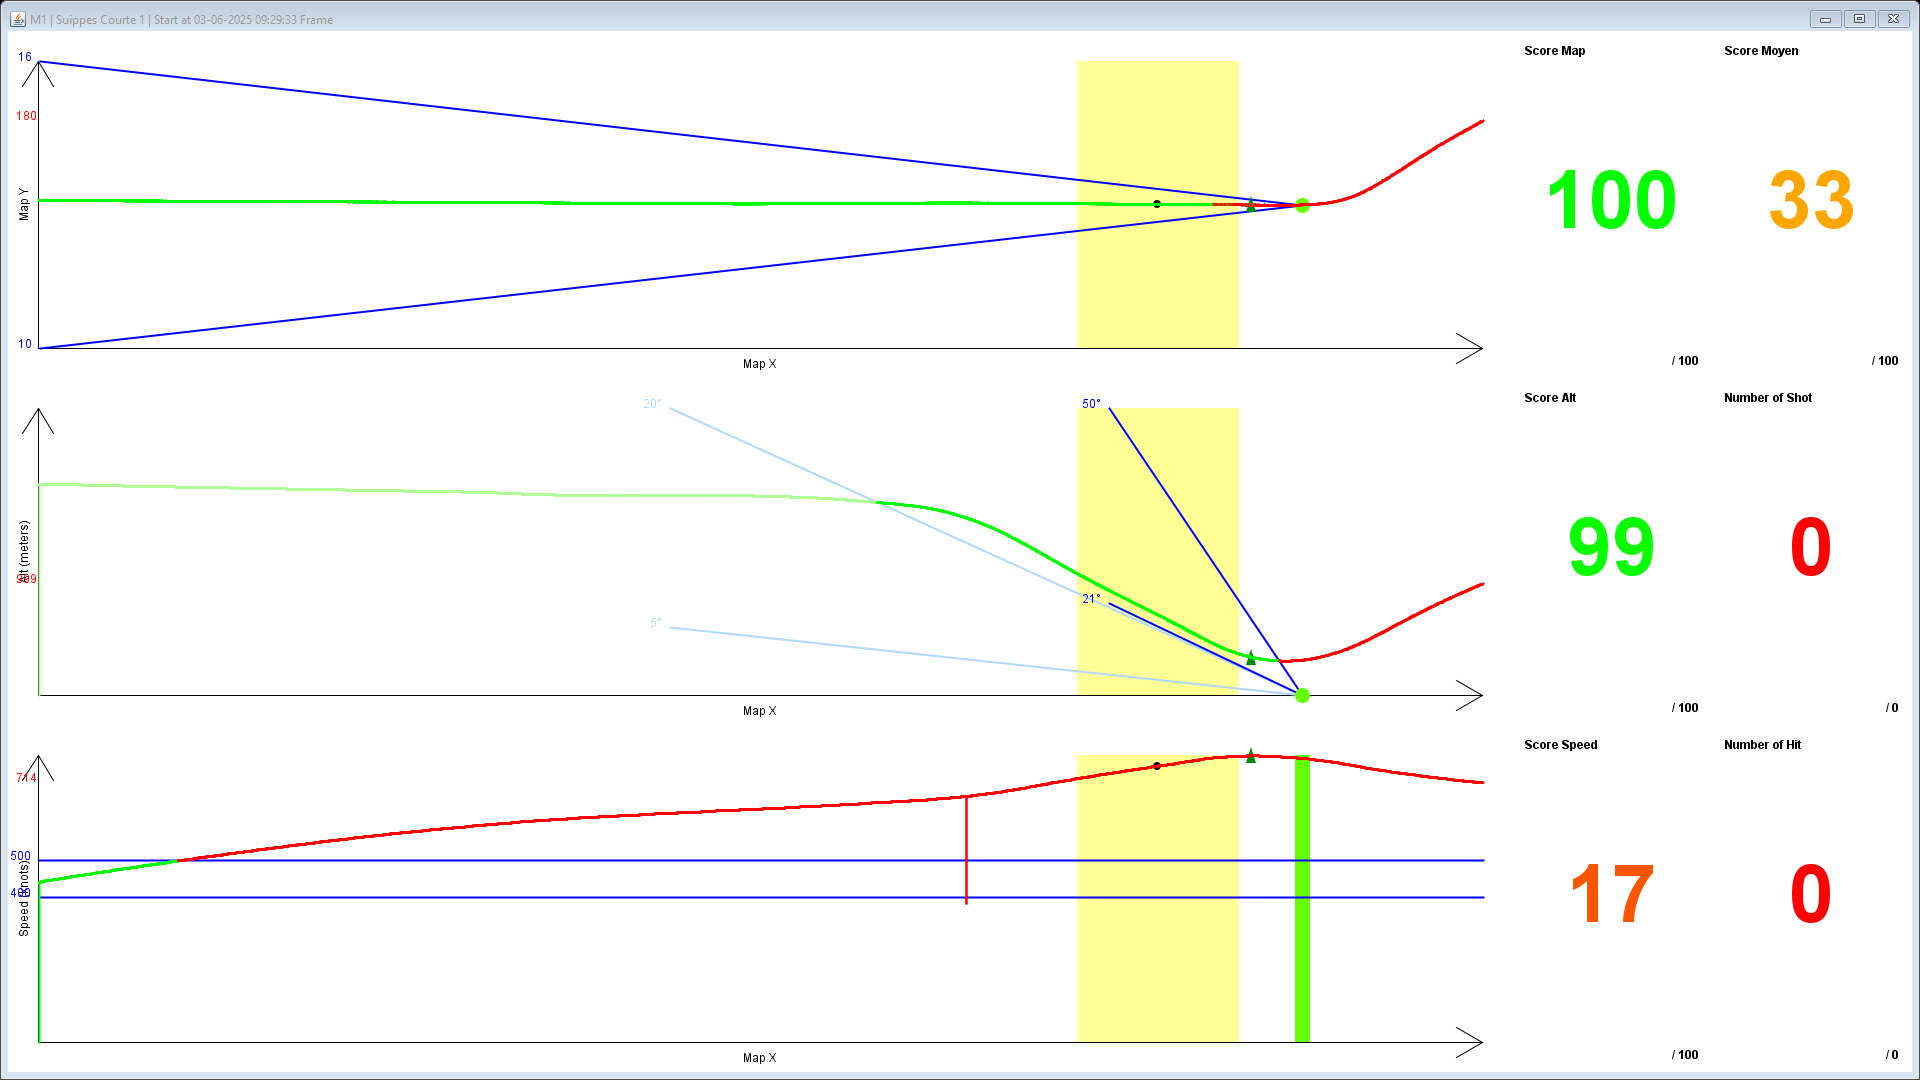 M1 | Suippes Courte 1 | Start at 03-06-2025 09:29:33 Frame
16
180
Map Y
10
Map X
Score Map
100
/ 100
Score Moyen
33
/ 100
20°
50°
21°
5°
Alt (meters)
909
Map X
Score Alt
99
/ 100
Number of Shot
0
/ 0
714
500
400
Speed (knots)
Map X
Score Speed
17
/ 100
Number of Hit
0
/ 0